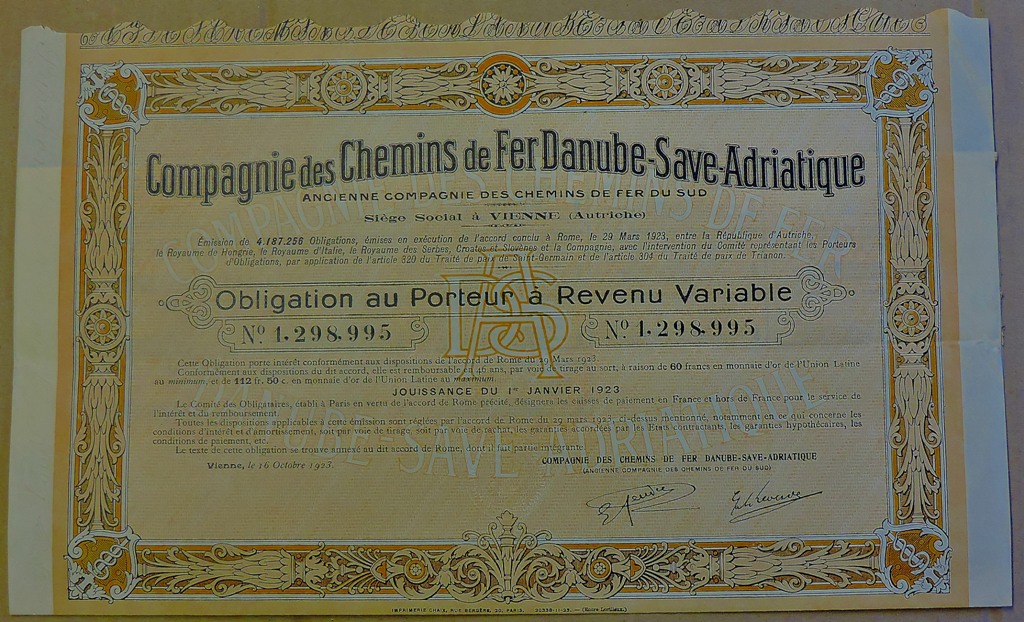 Compagnie des Chemins de Fer Danube-Save-Adriatique
ANCIENNE COMPAGNIE DES CHEMINS DE FER DU SUD
Siège Social à VIENNE (Autriche)
Émission de 4.187.256 Obligations, émises en exécution de l'accord conclu à Rome, le 29 Mars 1923, entre la République d'Autriche,
le Royaume de Hongrie, le Royaume d'Italie, le Royaume des Serbes, Croates et Slovènes et la Compagnie, avec l'intervention du Comité représentant les Porteurs
d'Obligations, par application de l'article 320 du Traité de paix de Saint-Germain et de l'article 304 du Traité de paix de Trianon.
Obligation au Porteur à Revenu Variable
No 1.298.995 No 1.298.995
Cette Obligation porte intérêt conformément aux dispositions de l'accord de Rome du 29 Mars 1923.
Conformément aux dispositions du dit accord, elle est remboursable en 46 ans, par voie de tirage au sort, à raison de 60 francs en monnaie d'or de l'Union Latine
au minimum, et de 112 fr. 50 c. en monnaie d'or de l'Union Latine au maximum.
JOUISSANCE DU 1er JANVIER 1923
Le Comité des Obligataires, établi à Paris en vertu de l'accord de Rome précité, désignera les caisses de paiement en France et hors de France pour le service de
l'intérêt et du remboursement.
Toutes les dispositions applicables à cette émission sont réglées par l'accord de Rome du 29 mars 1923, ci-dessus mentionné, notamment en ce qui concerne les
conditions d'intérêt et d'amortissement, soit par voie de tirage, soit par voie de rachat, les garanties accordées par les Etats contractants, les garanties hypothécaires, les
conditions de paiement, etc.
Le texte de cette obligation se trouve annexé au dit accord de Rome, dont il fait partie intégrante.
Vienne, le 16 Octobre 1923.
COMPAGNIE DES CHEMINS DE FER DANUBE-SAVE-ADRIATIQUE
(ANCIENNE COMPAGNIE DES CHEMINS DE FER DU SUD)
IMPRIMERIE CHAIX, RUE BERGÈRE, 20, PARIS.